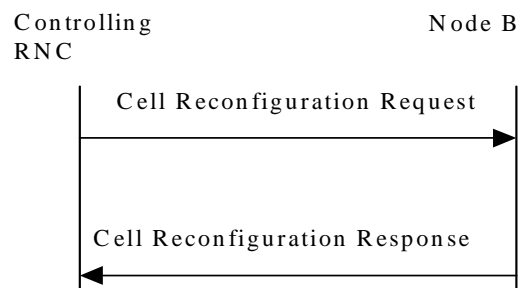 Controlling
RNC
Node B
Cell Reconfiguration Request
Cell Reconfiguration Response